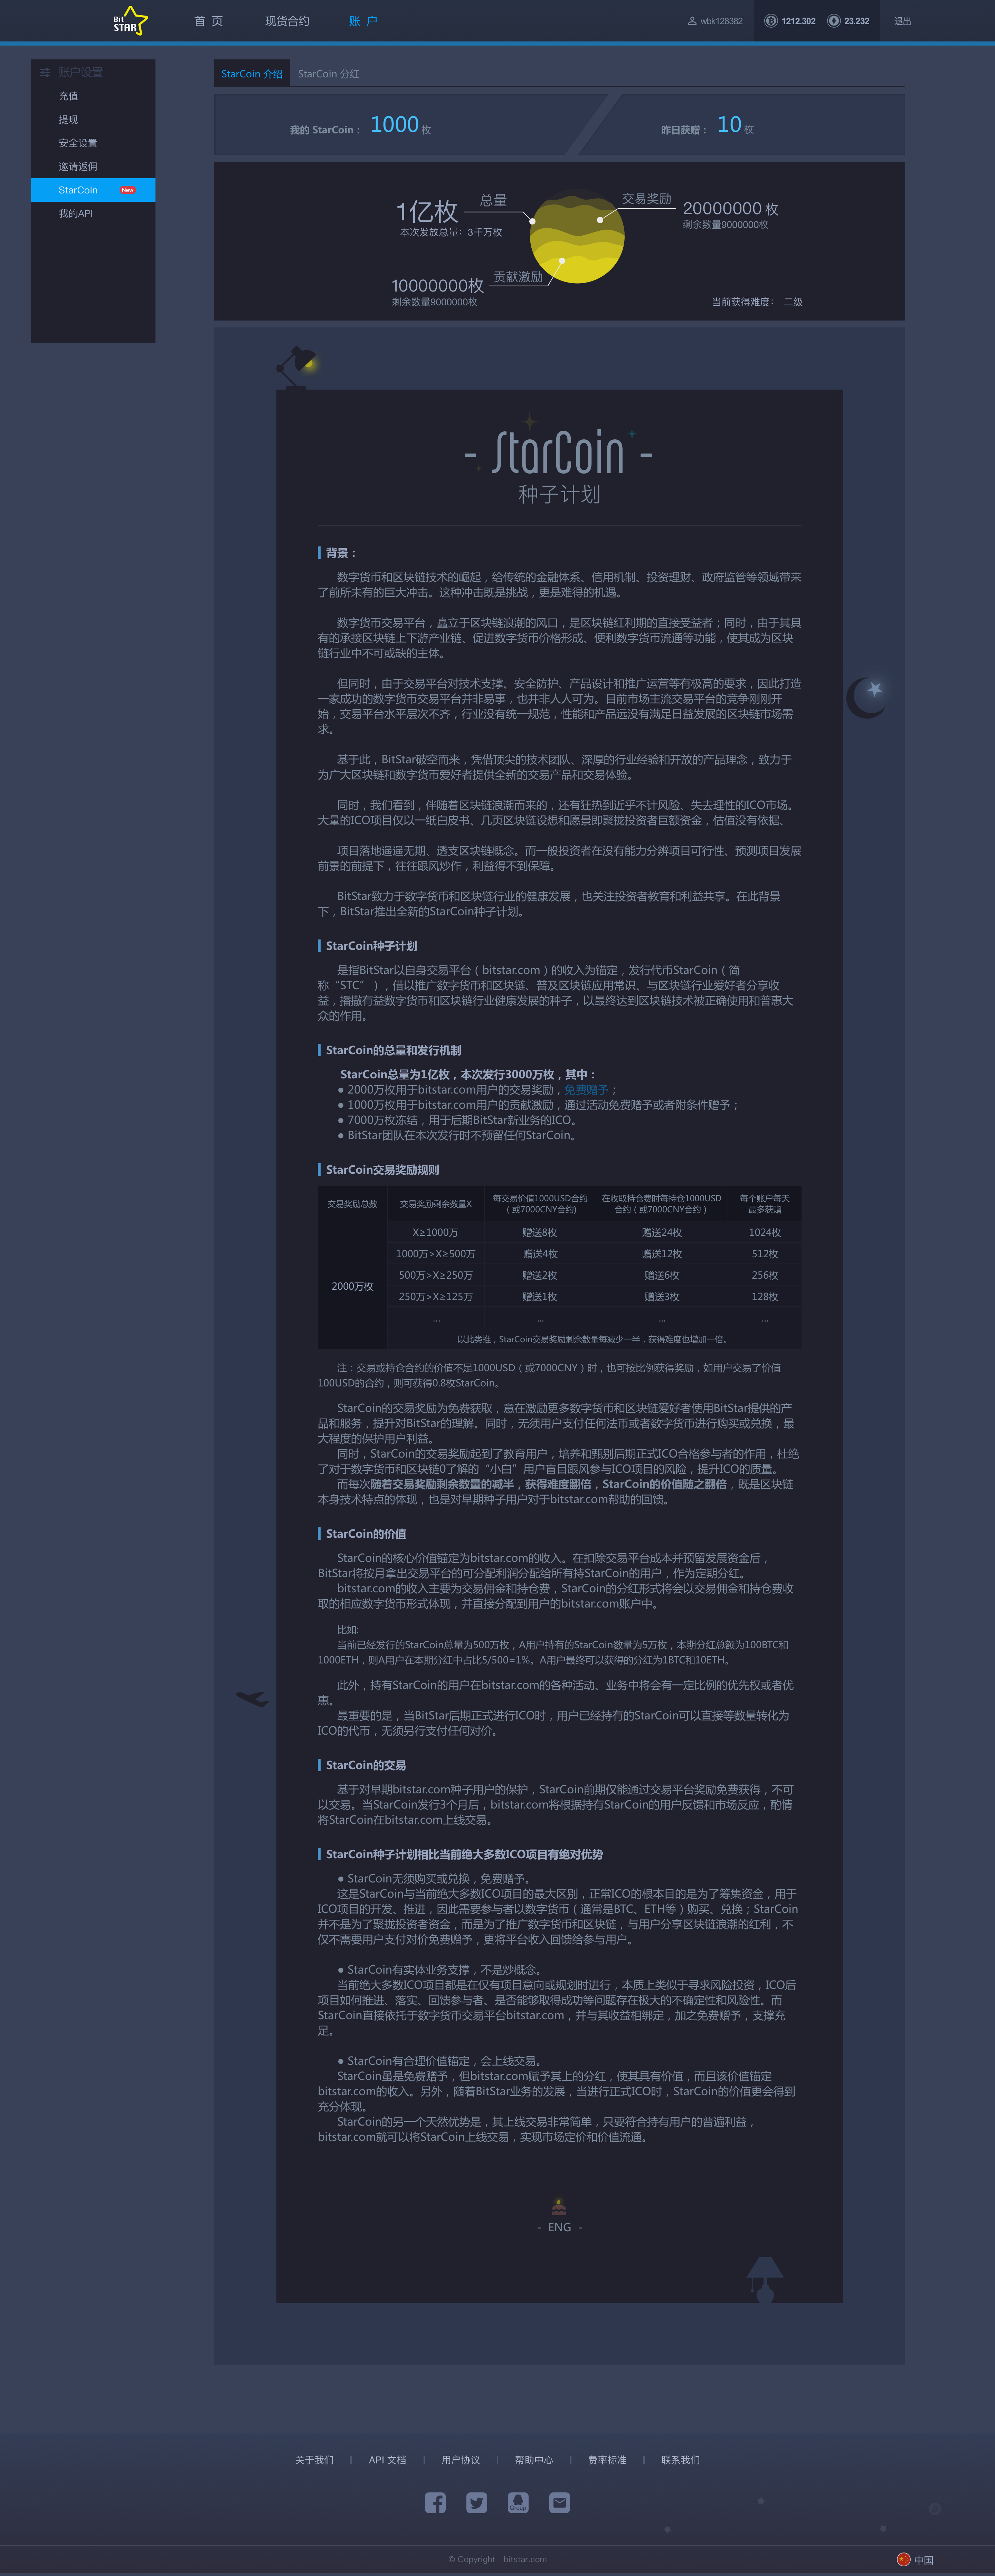 Bit
STAR
首 页
现货合约
账 户
wbk128382
1212.302
23.232
退出
账户设置
充值
提现
安全设置
邀请返佣
StarCoin New
我的API
StarCoin 介绍
StarCoin 分红
我的 StarCoin： 1000 枚
昨日获赠： 10 枚
1亿枚
总量
本次发放总量：3千万枚
交易奖励
20000000 枚
剩余数量9000000枚
10000000枚
贡献激励
剩余数量9000000枚
当前获得难度： 二级
- StarCoin -
种子计划
背景：
数字货币和区块链技术的崛起，给传统的金融体系、信用机制、投资理财、政府监管等领域带来
了前所未有的巨大冲击。这种冲击既是挑战，更是难得的机遇。
数字货币交易平台，矗立于区块链浪潮的风口，是区块链红利期的直接受益者；同时，由于其具
有的承接区块链上下游产业链、促进数字货币价格形成、便利数字货币流通等功能，使其成为区块
链行业中不可或缺的主体。
但同时，由于交易平台对技术支撑、安全防护、产品设计和推广运营等有极高的要求，因此打造
一家成功的数字货币交易平台并非易事，也并非人人可为。目前市场主流交易平台的竞争刚刚开
始，交易平台水平层次不齐，行业没有统一规范，性能和产品远没有满足日益发展的区块链市场需
求。
基于此，BitStar破空而来，凭借顶尖的技术团队、深厚的行业经验和开放的产品理念，致力于
为广大区块链和数字货币爱好者提供全新的交易产品和交易体验。
同时，我们看到，伴随着区块链浪潮而来的，还有狂热到近乎不计风险、失去理性的ICO市场。
大量的ICO项目仅以一纸白皮书、几页区块链设想和愿景即聚拢投资者巨额资金，估值没有依据、
项目落地遥遥无期、透支区块链概念。而一般投资者在没有能力分辨项目可行性、预测项目发展
前景的前提下，往往跟风炒作，利益得不到保障。
BitStar致力于数字货币和区块链行业的健康发展，也关注投资者教育和利益共享。在此背景
下，BitStar推出全新的StarCoin种子计划。
StarCoin种子计划
是指BitStar以自身交易平台（bitstar.com）的收入为锚定，发行代币StarCoin（简
称“STC”），借以推广数字货币和区块链、普及区块链应用常识、与区块链行业爱好者分享收
益，播撒有益数字货币和区块链行业健康发展的种子，以最终达到区块链技术被正确使用和普惠大
众的作用。
StarCoin的总量和发行机制
StarCoin总量为1亿枚，本次发行3000万枚，其中：
● 2000万枚用于bitstar.com用户的交易奖励，免费赠予；
● 1000万枚用于bitstar.com用户的贡献激励，通过活动免费赠予或者附条件赠予；
● 7000万枚冻结，用于后期BitStar新业务的ICO。
● BitStar团队在本次发行时不预留任何StarCoin。
StarCoin交易奖励规则
交易奖励总数 交易奖励剩余数量X 每交易价值1000USD合约（或7000CNY合约) 在收取持仓费时每持仓1000USD合约（或7000CNY合约） 每个账户每天最多获赠
X≥1000万 赠送8枚 赠送24枚 1024枚
1000万>X≥500万 赠送4枚 赠送12枚 512枚
2000万枚
500万>X≥250万 赠送2枚 赠送6枚 256枚
250万>X≥125万 赠送1枚 赠送3枚 128枚
... ... ... ...
以此类推，StarCoin交易奖励剩余数量每减少一半，获得难度也增加一倍。
注：交易或持仓合约的价值不足1000USD（或7000CNY）时，也可按比例获得奖励，如用户交易了价值
100USD的合约，则可获得0.8枚StarCoin。
StarCoin的交易奖励为免费获取，意在激励更多数字货币和区块链爱好者使用BitStar提供的产
品和服务，提升对BitStar的理解。同时，无须用户支付任何法币或者数字货币进行购买或兑换，最
大程度的保护用户利益。
同时，StarCoin的交易奖励起到了教育用户，培养和甄别后期正式ICO合格参与者的作用，杜绝
了对于数字货币和区块链0了解的“小白”用户盲目跟风参与ICO项目的风险，提升ICO的质量。
而每次随着交易奖励剩余数量的减半，获得难度翻倍，StarCoin的价值随之翻倍，既是区块链
本身技术特点的体现，也是对早期种子用户对于bitstar.com帮助的回馈。
StarCoin的价值
StarCoin的核心价值锚定为bitstar.com的收入。在扣除交易平台成本并预留发展资金后，
BitStar将按月拿出交易平台的可分配利润分配给所有持StarCoin的用户，作为定期分红。
bitstar.com的收入主要为交易佣金和持仓费，StarCoin的分红形式将会以交易佣金和持仓费收
取的相应数字货币形式体现，并直接分配到用户的bitstar.com账户中。
比如:
当前已经发行的StarCoin总量为500万枚，A用户持有的StarCoin数量为5万枚，本期分红总额为100BTC和
1000ETH，则A用户在本期分红中占比5/500=1%。A用户最终可以获得的分红为1BTC和10ETH。
此外，持有StarCoin的用户在bitstar.com的各种活动、业务中将会有一定比例的优先权或者优
惠。
最重要的是，当BitStar后期正式进行ICO时，用户已经持有的StarCoin可以直接等数量转化为
ICO的代币，无须另行支付任何对价。
StarCoin的交易
基于对早期bitstar.com种子用户的保护，StarCoin前期仅能通过交易平台奖励免费获得，不可
以交易。当StarCoin发行3个月后，bitstar.com将根据持有StarCoin的用户反馈和市场反应，酌情
将StarCoin在bitstar.com上线交易。
StarCoin种子计划相比当前绝大多数ICO项目有绝对优势
● StarCoin无须购买或兑换，免费赠予。
这是StarCoin与当前绝大多数ICO项目的最大区别，正常ICO的根本目的是为了筹集资金，用于
ICO项目的开发、推进，因此需要参与者以数字货币（通常是BTC、ETH等）购买、兑换；StarCoin
并不是为了聚拢投资者资金，而是为了推广数字货币和区块链，与用户分享区块链浪潮的红利，不
仅不需要用户支付对价免费赠予，更将平台收入回馈给参与用户。
● StarCoin有实体业务支撑，不是炒概念。
当前绝大多数ICO项目都是在仅有项目意向或规划时进行，本质上类似于寻求风险投资，ICO后
项目如何推进、落实、回馈参与者、是否能够取得成功等问题存在极大的不确定性和风险性。而
StarCoin直接依托于数字货币交易平台bitstar.com，并与其收益相绑定，加之免费赠予，支撑充
足。
● StarCoin有合理价值锚定，会上线交易。
StarCoin虽是免费赠予，但bitstar.com赋予其上的分红，使其具有价值，而且该价值锚定
bitstar.com的收入。另外，随着BitStar业务的发展，当进行正式ICO时，StarCoin的价值更会得到
充分体现。
StarCoin的另一个天然优势是，其上线交易非常简单，只要符合持有用户的普遍利益，
bitstar.com就可以将StarCoin上线交易，实现市场定价和价值流通。
- ENG -
关于我们 | API 文档 | 用户协议 | 帮助中心 | 费率标准 | 联系我们
Group
© Copyright bitstar.com
中国